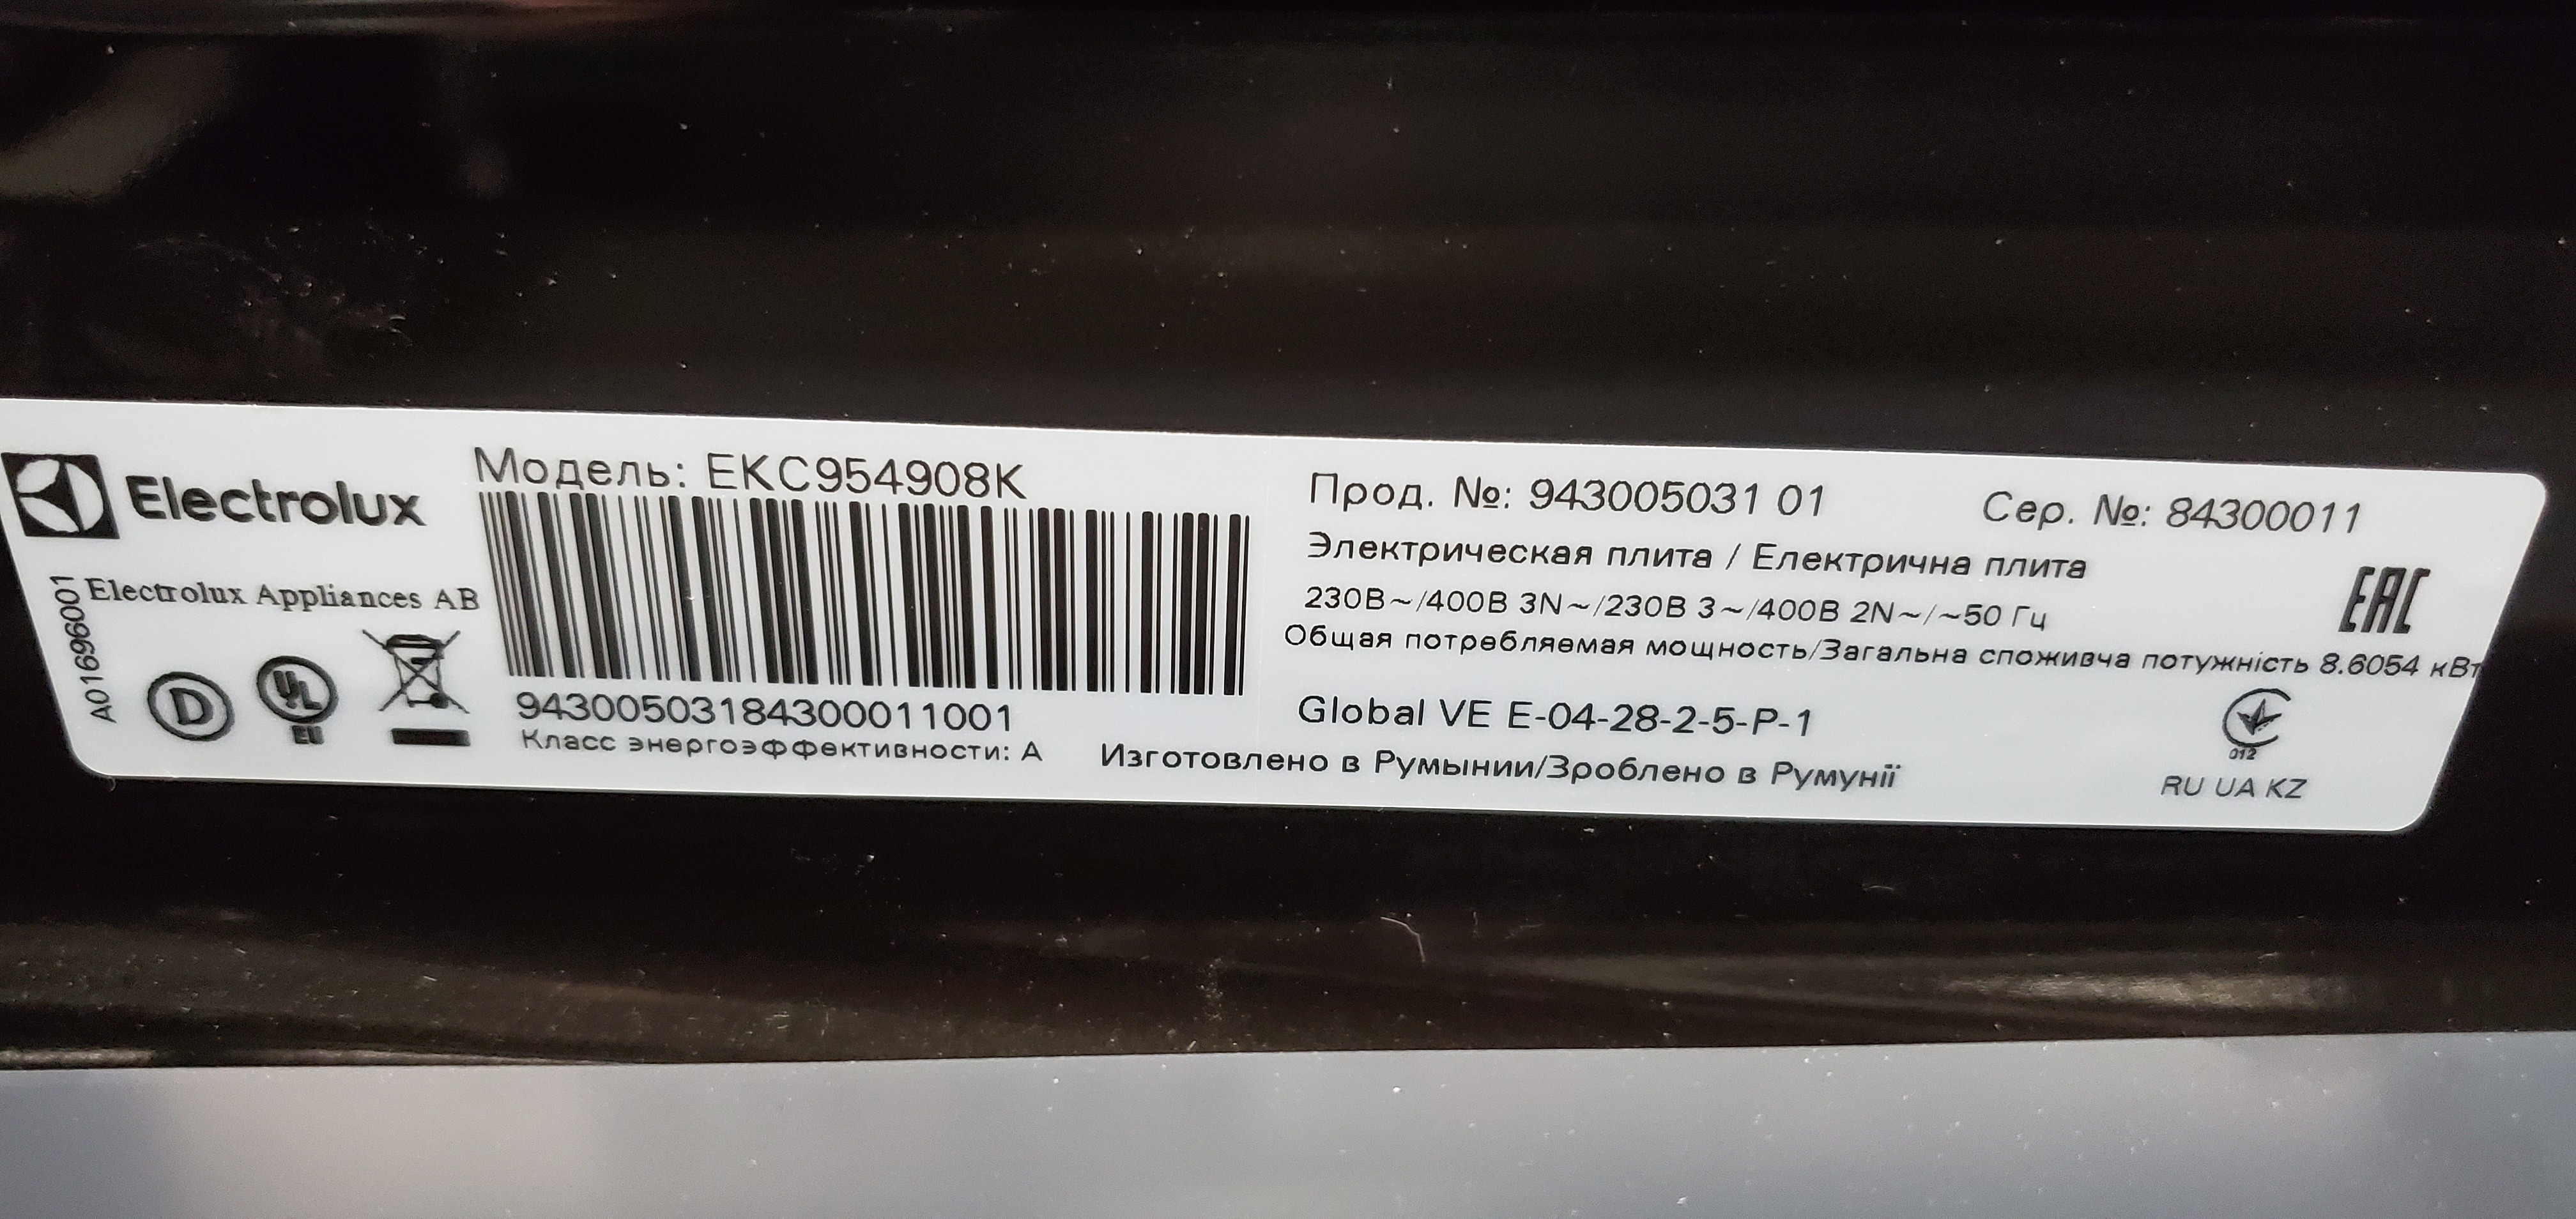 Electrolux
Electrolux Appliances AB
A01696001
D
UL
EU
Модель: EKC954908K
94300503184300011001
Класс энергоэффективности: A
Прод. №: 943005031 01
Сер. №: 84300011
Электрическая плита / Електрична плита
230В~/400В 3N~/230В 3~/400В 2N~/~50 Гц
Общая потребляемая мощность/Загальна споживча потужність 8.6054 кВт
Global VE E-04-28-2-5-P-1
Изготовлено в Румынии/Зроблено в Румунії
EAC
012
RU UA KZ